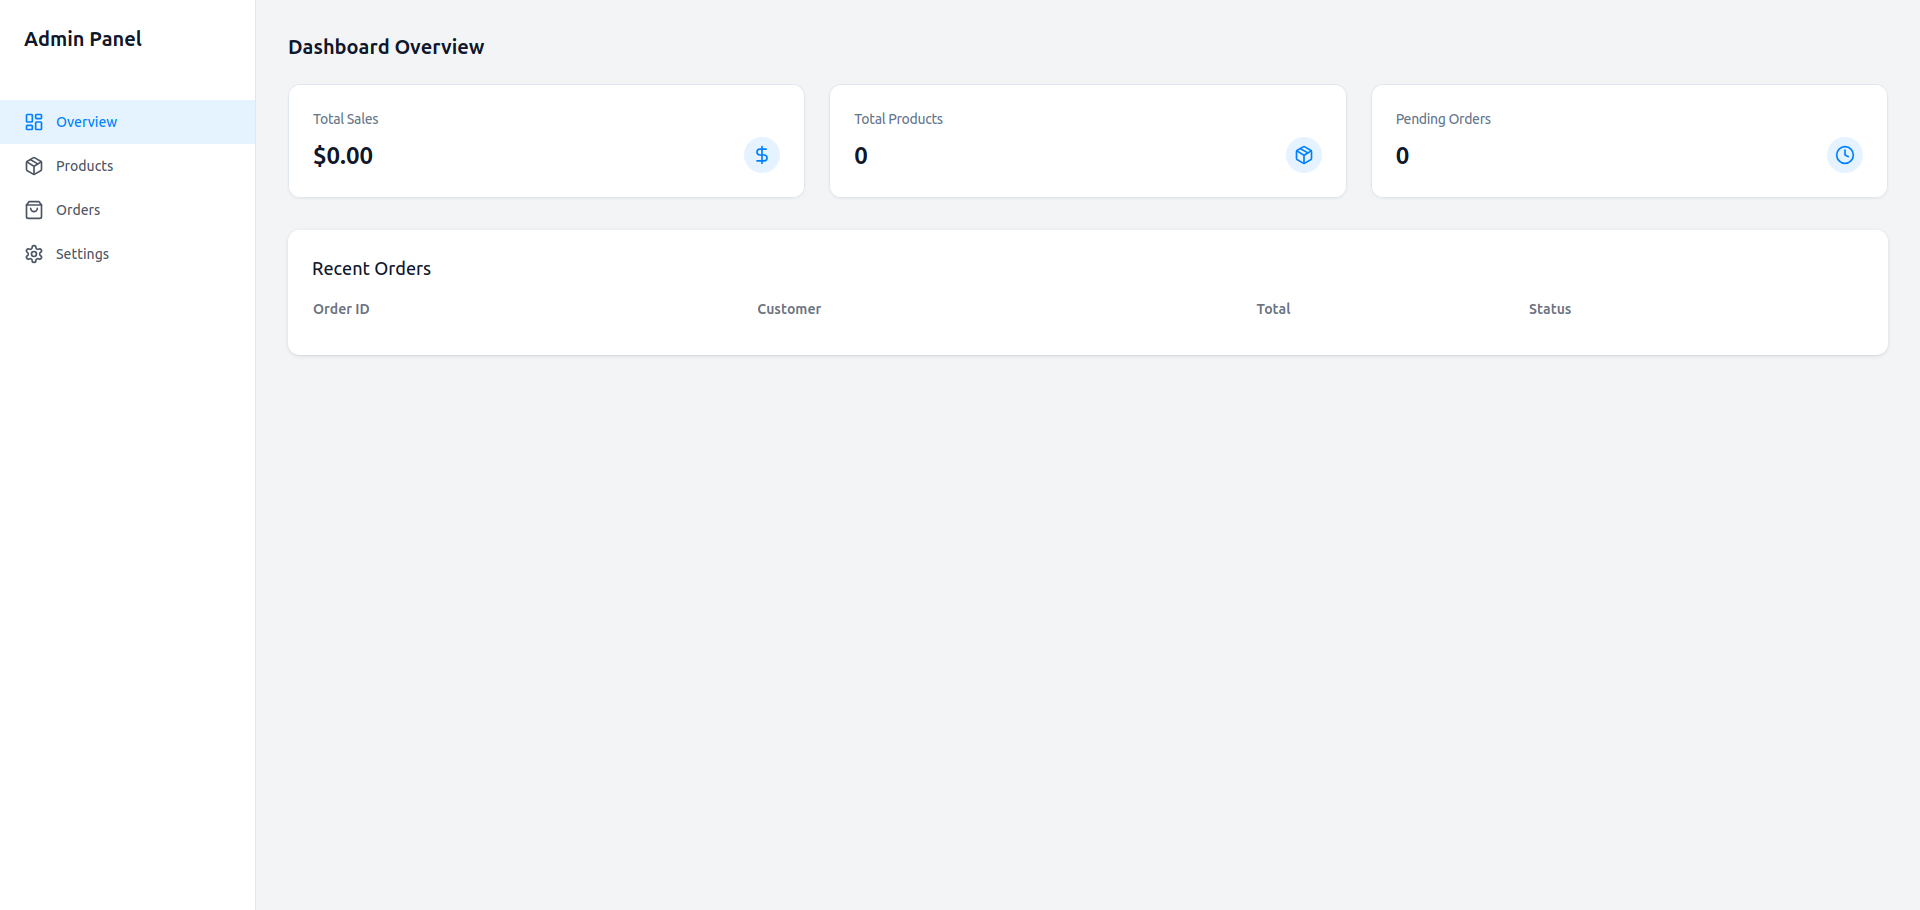 Admin Panel
Overview
Products
Orders
Settings
Dashboard Overview
Total Sales
$0.00
Total Products
0
Pending Orders
0
Recent Orders
Order ID Customer Total Status